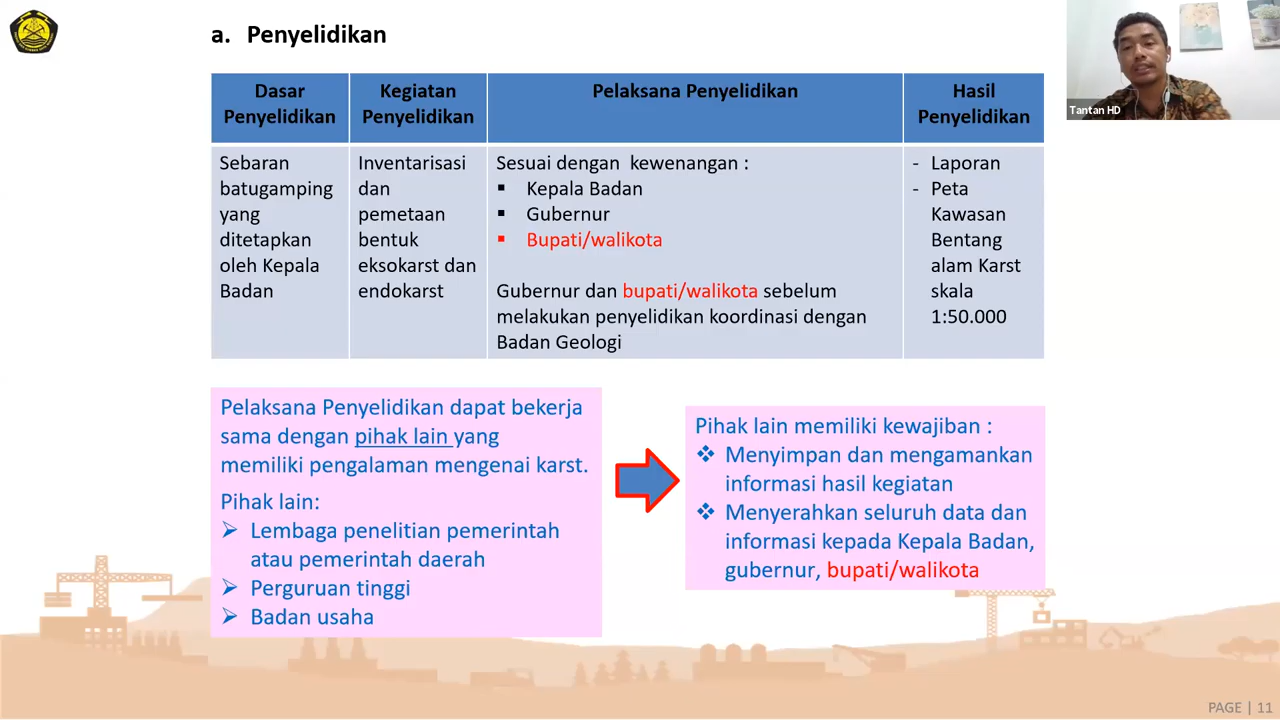 a. Penyelidikan
Tantan HD
Dasar
Penyelidikan
Kegiatan
Penyelidikan
Pelaksana Penyelidikan
Hasil
Penyelidikan
Sebaran
batugamping
yang
ditetapkan
oleh Kepala
Badan
Inventarisasi
dan
pemetaan
bentuk
eksokarst dan
endokarst
Sesuai dengan kewenangan :
▪ Kepala Badan
▪ Gubernur
▪ Bupati/walikota
Gubernur dan bupati/walikota sebelum
melakukan penyelidikan koordinasi dengan
Badan Geologi
- Laporan
- Peta
Kawasan
Bentang
alam Karst
skala
1:50.000
Pelaksana Penyelidikan dapat bekerja
sama dengan pihak lain yang
memiliki pengalaman mengenai karst.
Pihak lain:
➢ Lembaga penelitian pemerintah
atau pemerintah daerah
➢ Perguruan tinggi
➢ Badan usaha
Pihak lain memiliki kewajiban :
❖ Menyimpan dan mengamankan
informasi hasil kegiatan
❖ Menyerahkan seluruh data dan
informasi kepada Kepala Badan,
gubernur, bupati/walikota
PAGE | 11